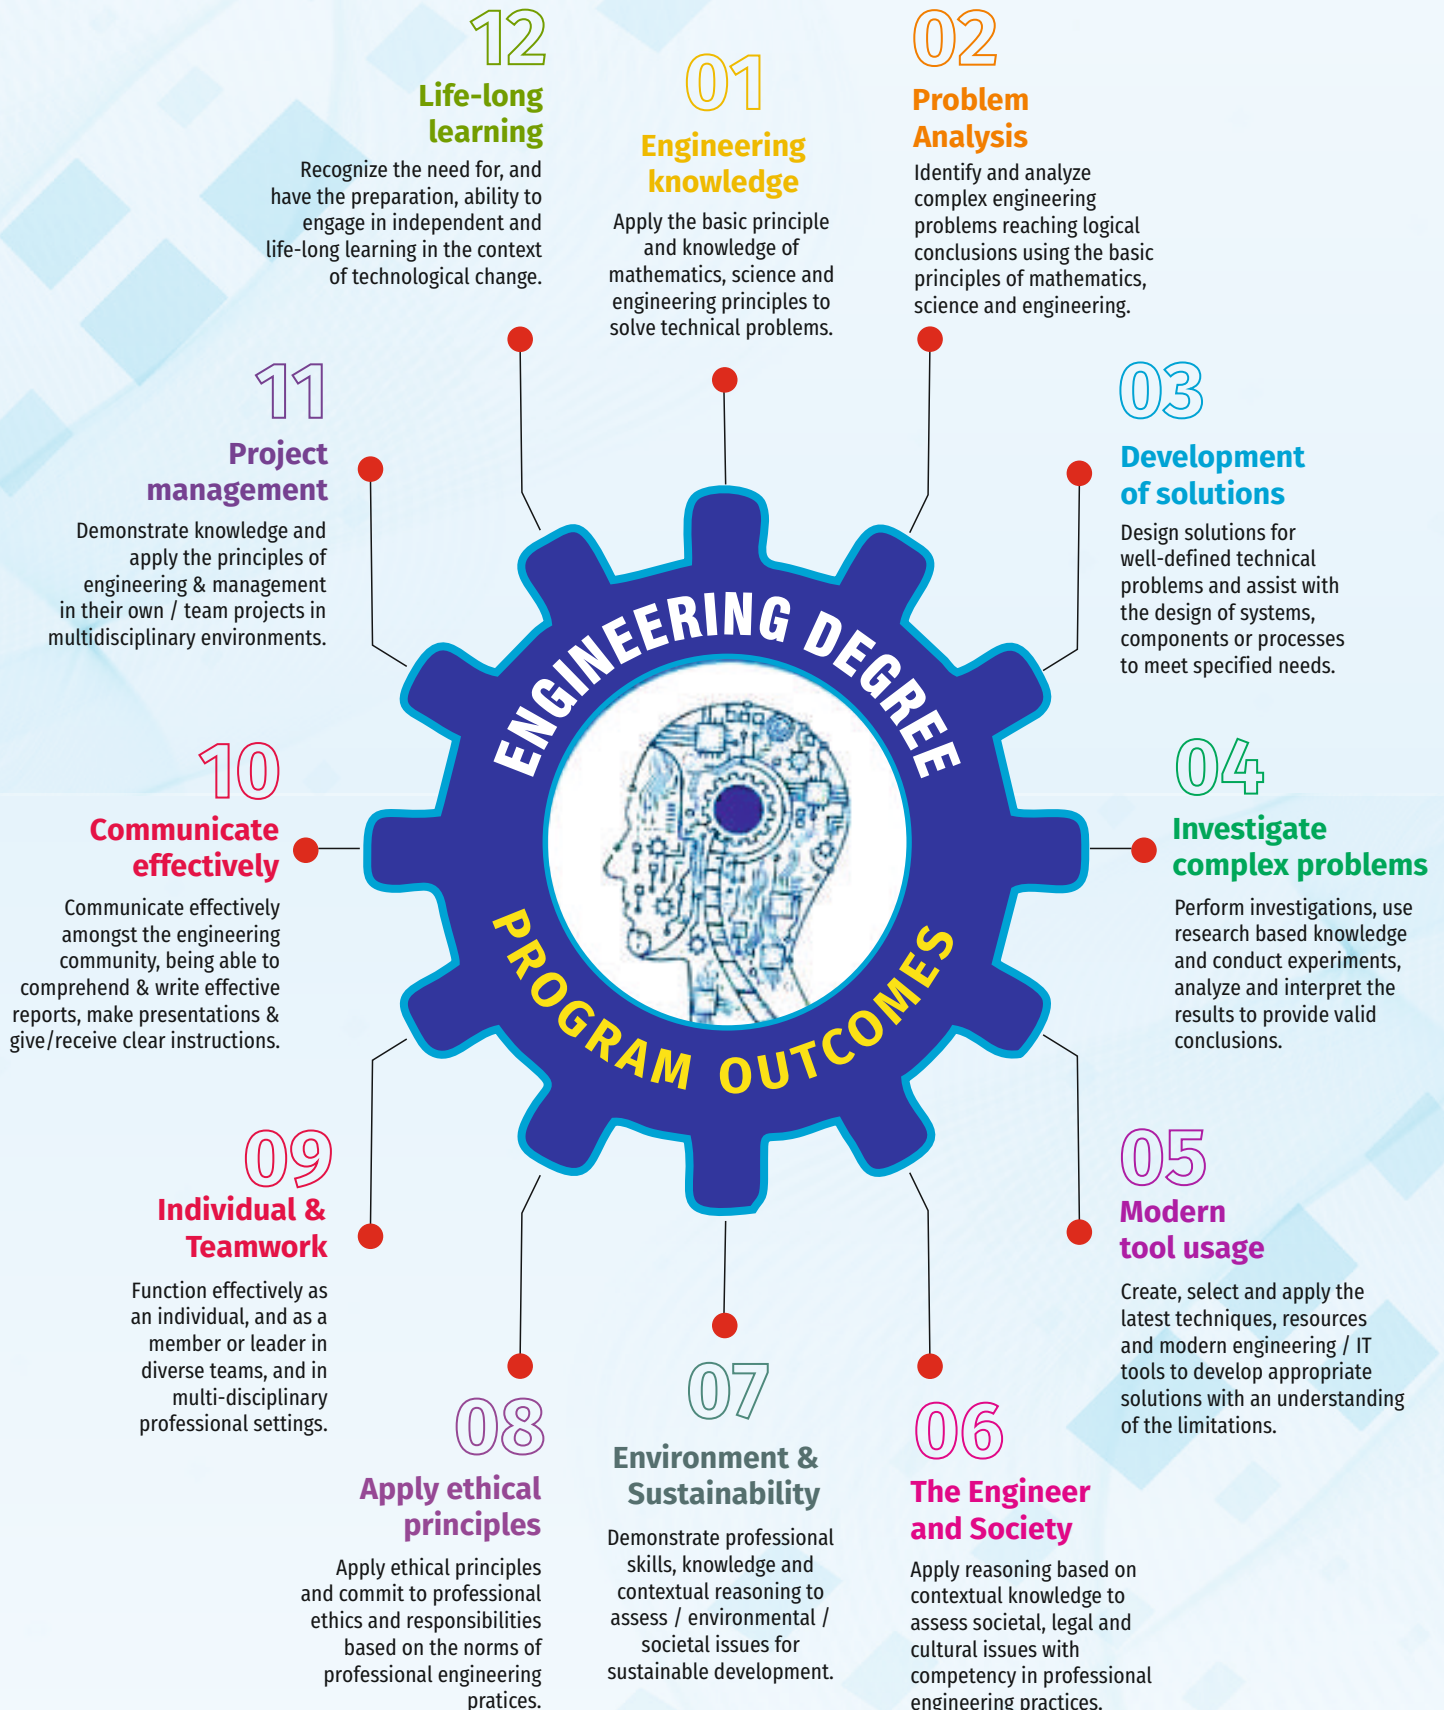 12
Life-long
learning
Recognize the need for, and
have the preparation, ability to
engage in independent and
life-long learning in the context
of technological change.
01
Engineering
knowledge
Apply the basic principle
and knowledge of
mathematics, science and
engineering principles to
solve technical problems.
02
Problem
Analysis
Identify and analyze
complex engineering
problems reaching logical
conclusions using the basic
principles of mathematics,
science and engineering.
11
Project
management
Demonstrate knowledge and
apply the principles of
engineering & management
in their own / team projects in
multidisciplinary environments.
03
Development
of solutions
Design solutions for
well-defined technical
problems and assist with
the design of systems,
components or processes
to meet specified needs.
ENGINEERING DEGREE
PROGRAM OUTCOMES
10
Communicate
effectively
Communicate effectively
amongst the engineering
community, being able to
comprehend & write effective
reports, make presentations &
give/receive clear instructions.
04
Investigate
complex problems
Perform investigations, use
research based knowledge
and conduct experiments,
analyze and interpret the
results to provide valid
conclusions.
09
Individual &
Teamwork
Function effectively as
an individual, and as a
member or leader in
diverse teams, and in
multi-disciplinary
professional settings.
05
Modern
tool usage
Create, select and apply the
latest techniques, resources
and modern engineering / IT
tools to develop appropriate
solutions with an understanding
of the limitations.
08
Apply ethical
principles
Apply ethical principles
and commit to professional
ethics and responsibilities
based on the norms of
professional engineering
pratices.
07
Environment &
Sustainability
Demonstrate professional
skills, knowledge and
contextual reasoning to
assess / environmental /
societal issues for
sustainable development.
06
The Engineer
and Society
Apply reasoning based on
contextual knowledge to
assess societal, legal and
cultural issues with
competency in professional
engineering practices.